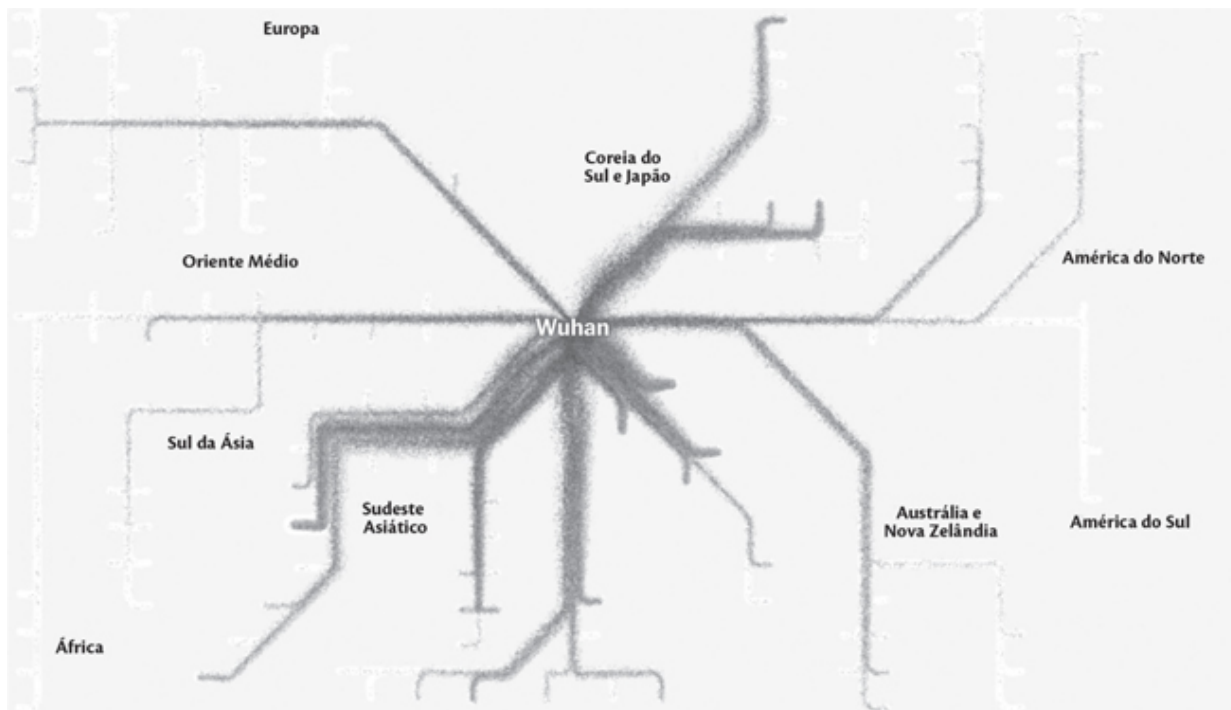 Europa
Coreia do
Sul e Japão
Oriente Médio
América do Norte
Wuhan
Sul da Ásia
Sudeste
Asiático
Austrália e
Nova Zelândia
América do Sul
África